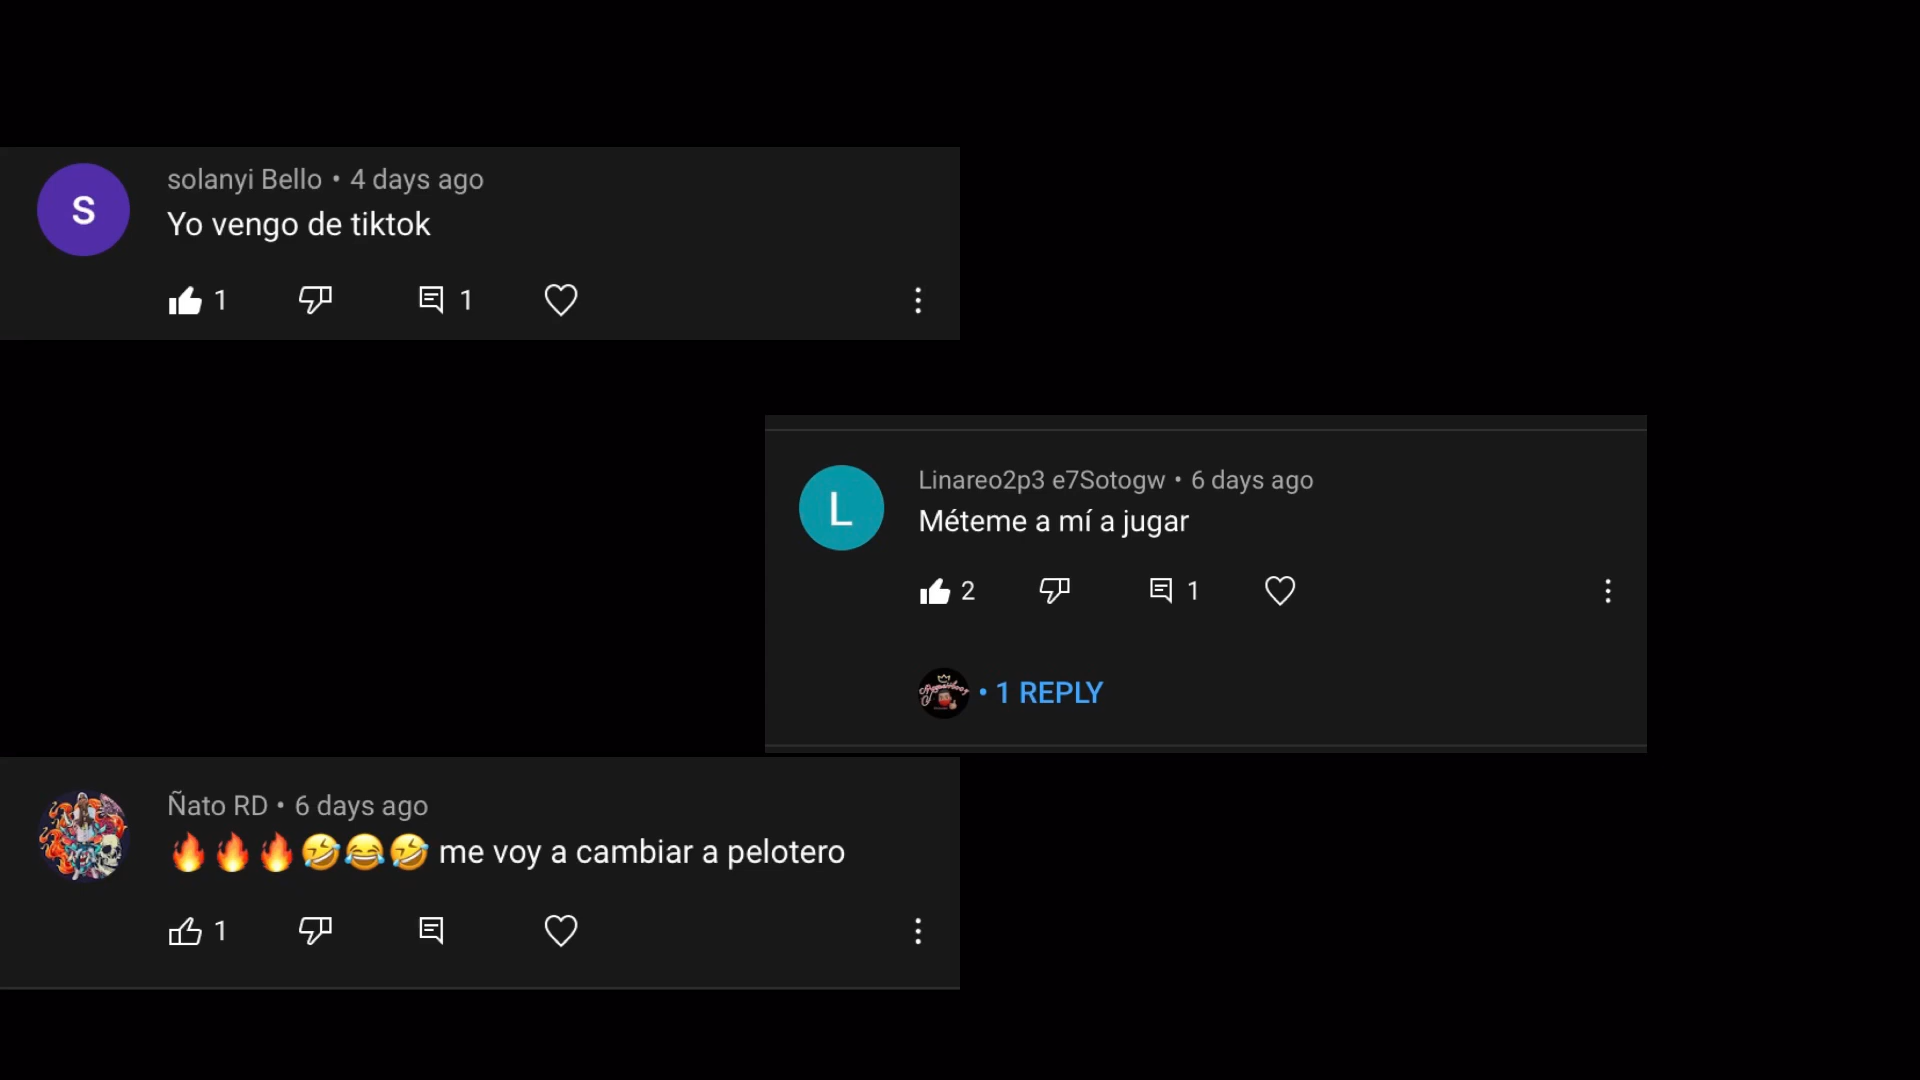 S
solanyi Bello • 4 days ago
Yo vengo de tiktok
1 1
L
Linareo2p3 e7Sotogw • 6 days ago
Méteme a mí a jugar
2 1
• 1 REPLY
Ñato RD • 6 days ago
🔥🔥🔥🤣😂🤣 me voy a cambiar a pelotero
1